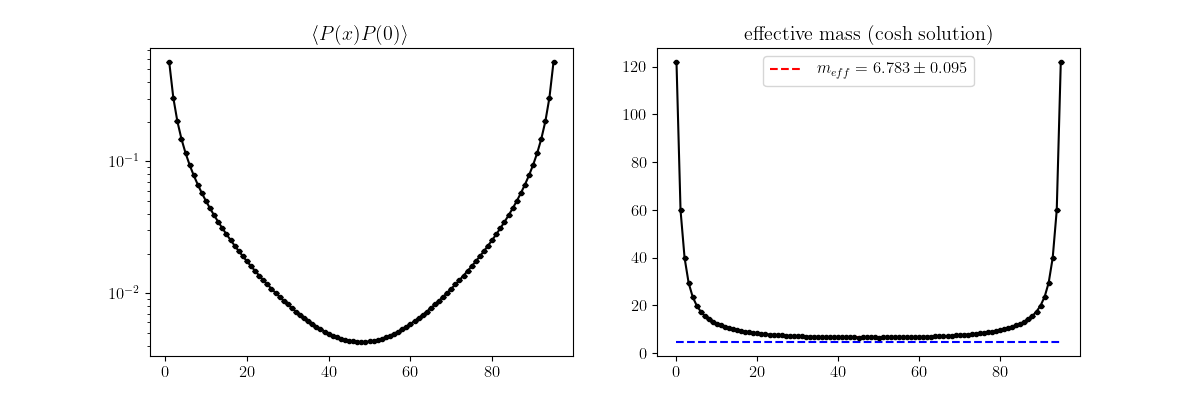 ⟨P(x)P(0)⟩
10⁻¹
10⁻²
0 20 40 60 80
effective mass (cosh solution)
m_eff = 6.783 ± 0.095
120
100
80
60
40
20
0
0 20 40 60 80